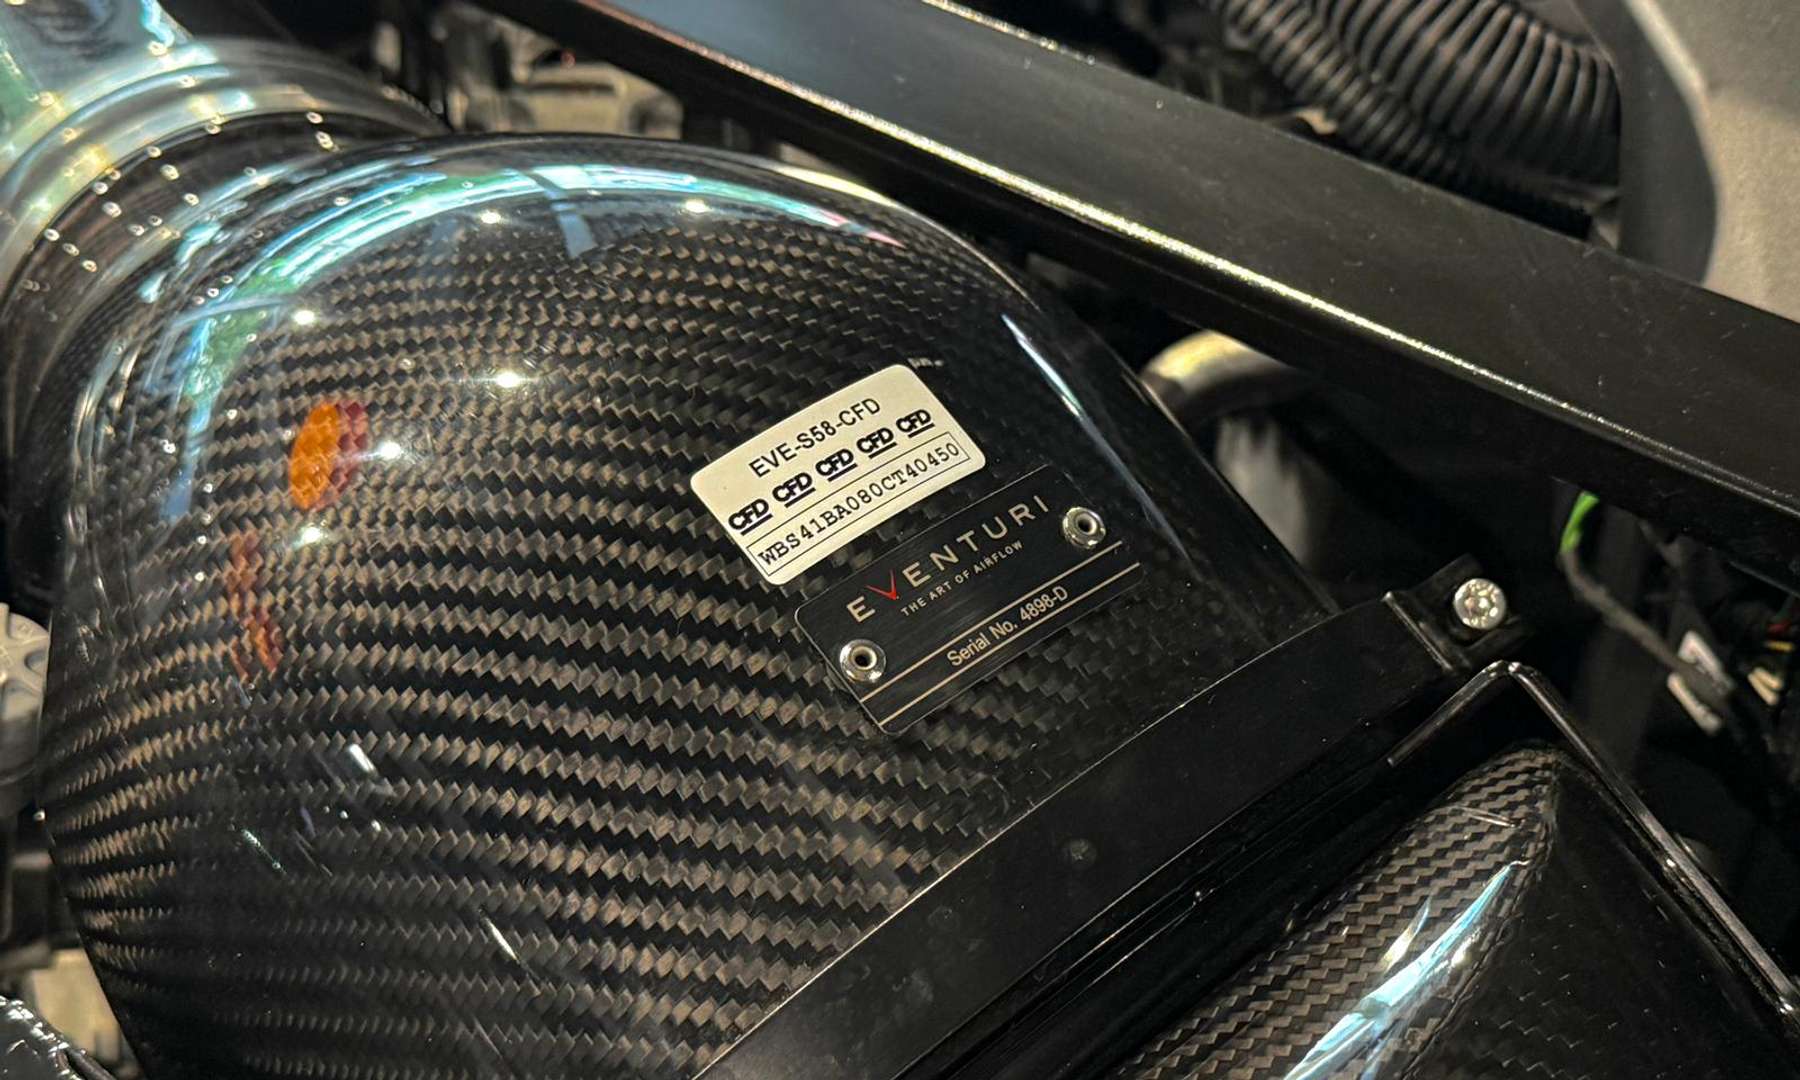 EVE-S58-CFD
CFD CFD CFD CFD CFD
WBS41BA080CT40450
EVENTURI
THE ART OF AIRFLOW
Serial No. 4898-D